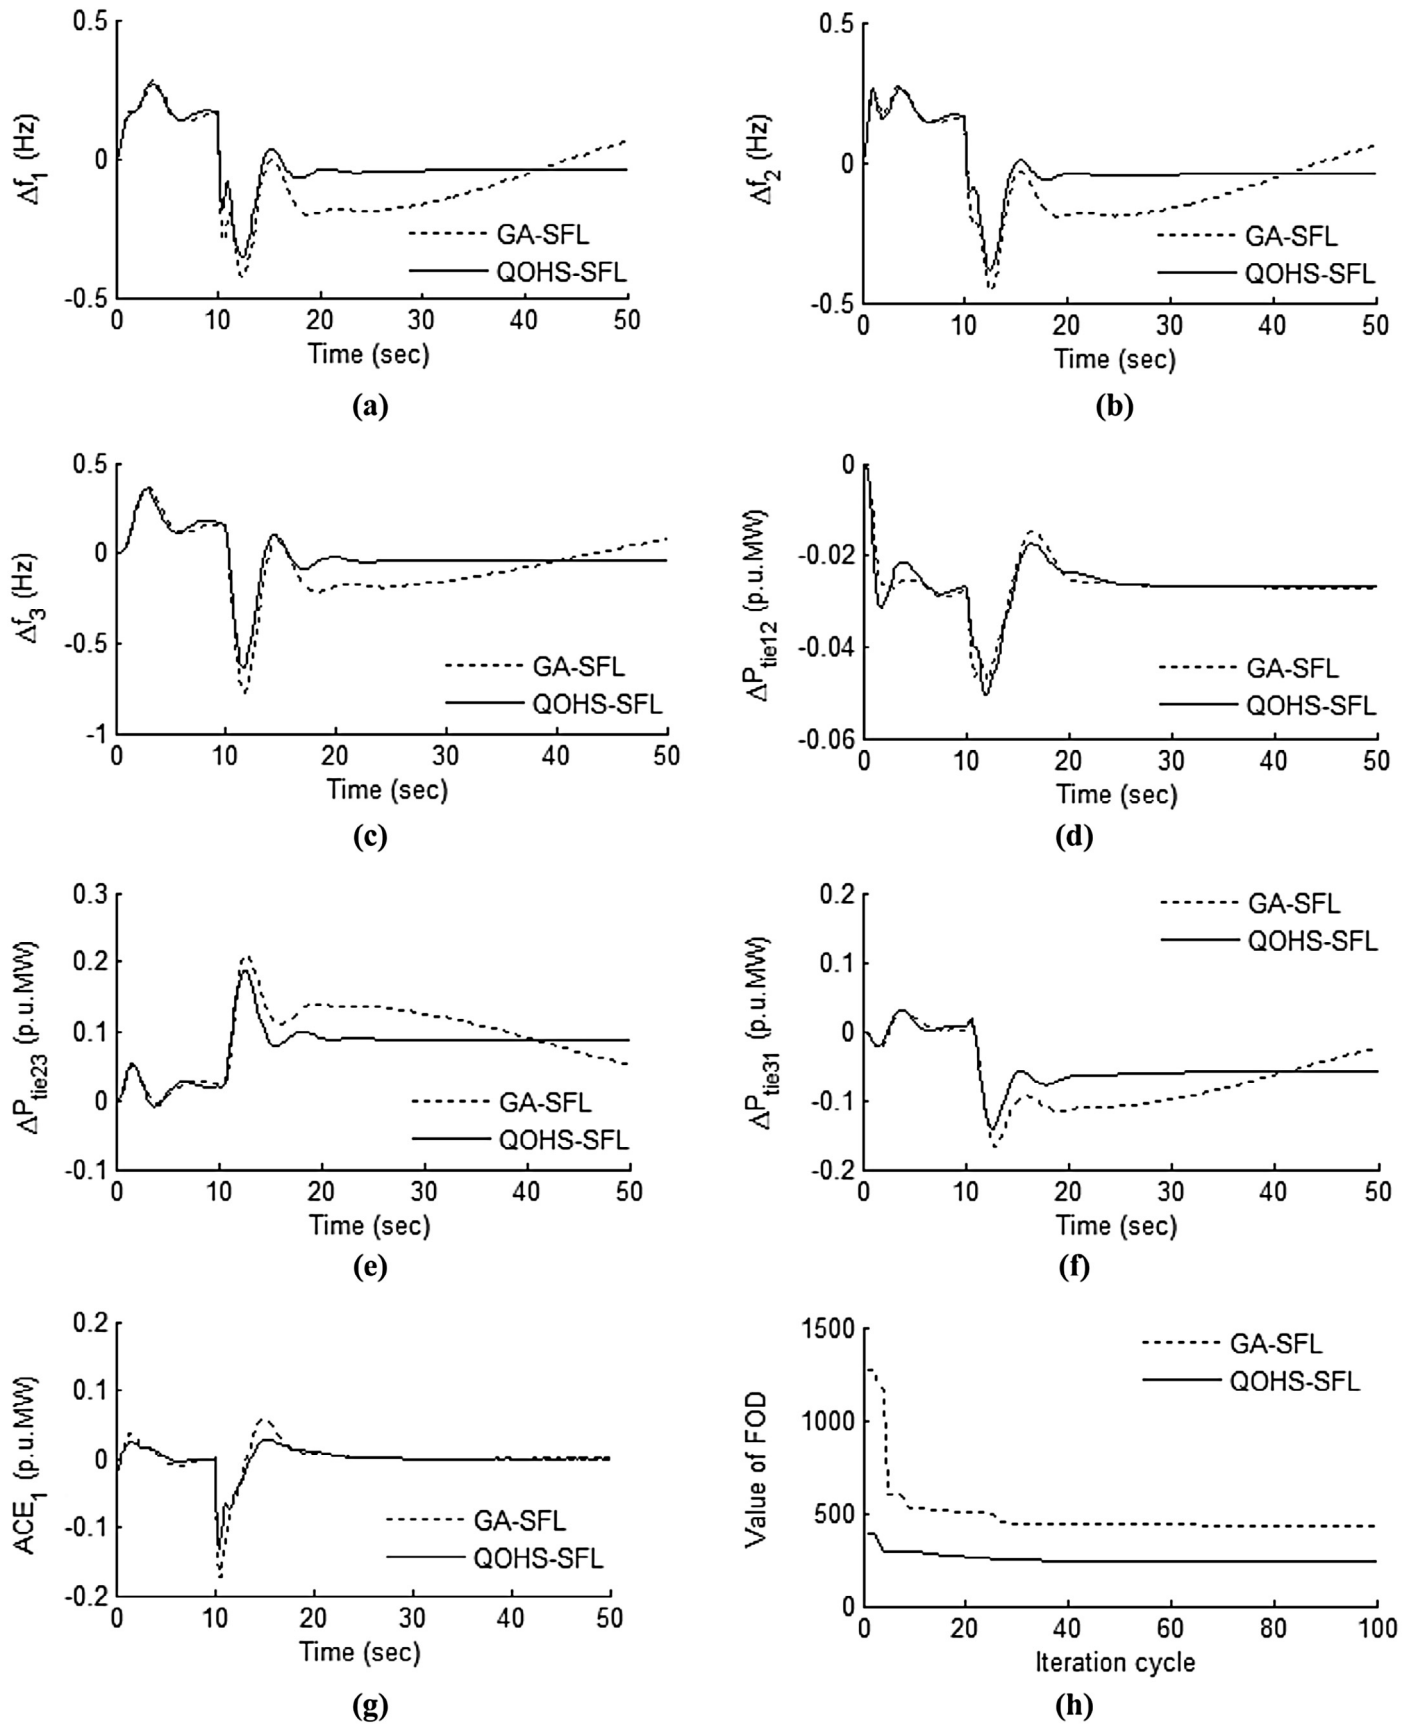 0.5
0
-0.5
Δf1 (Hz)
GA-SFL
QOHS-SFL
0 10 20 30 40 50
Time (sec)
(a)
0.5
0
-0.5
Δf2 (Hz)
GA-SFL
QOHS-SFL
0 10 20 30 40 50
Time (sec)
(b)
0.5
0
-0.5
-1
Δf3 (Hz)
GA-SFL
QOHS-SFL
0 10 20 30 40 50
Time (sec)
(c)
0
-0.02
-0.04
-0.06
ΔPtie12 (p.u.MW)
GA-SFL
QOHS-SFL
0 10 20 30 40 50
Time (sec)
(d)
0.3
0.2
0.1
0
-0.1
ΔPtie23 (p.u.MW)
GA-SFL
QOHS-SFL
0 10 20 30 40 50
Time (sec)
(e)
0.2
0.1
0
-0.1
-0.2
ΔPtie31 (p.u.MW)
GA-SFL
QOHS-SFL
0 10 20 30 40 50
Time (sec)
(f)
0.2
0.1
0
-0.1
-0.2
ACE1 (p.u.MW)
GA-SFL
QOHS-SFL
0 10 20 30 40 50
Time (sec)
(g)
1500
1000
500
0
Value of FOD
GA-SFL
QOHS-SFL
0 20 40 60 80 100
Iteration cycle
(h)